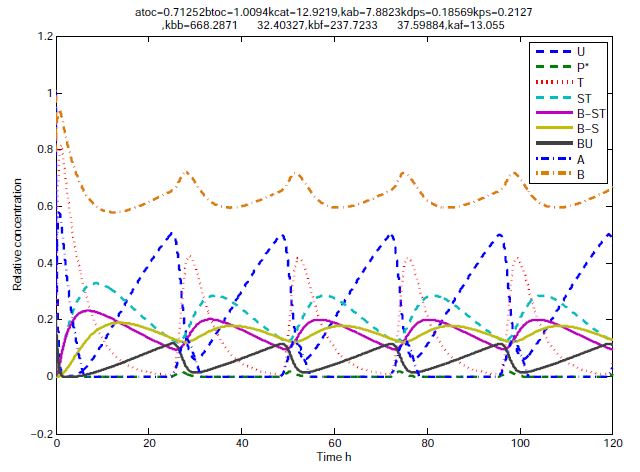 atoc=0.71252btoc=1.0094kcat=12.9219,kab=7.8823kdps=0.18569kps=0.2127
,kbb=668.2871 32.40327,kbf=237.7233 37.59884,kaf=13.055
1.2
1
0.8
0.6
0.4
0.2
0
−0.2
Relative concentration
U
P*
T
ST
B−ST
B−S
BU
A
B
0 20 40 60 80 100 120
Time h